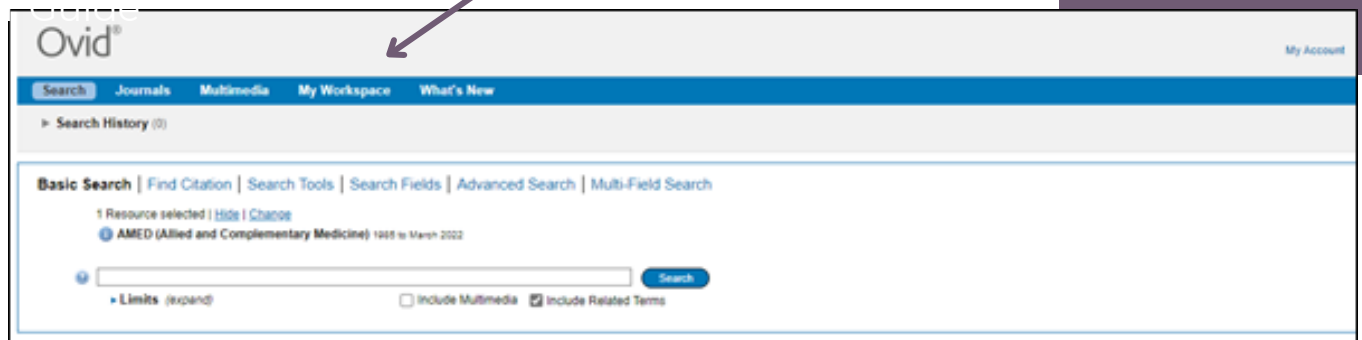 Guide
Ovid®
My Account
Search Journals Multimedia My Workspace What's New
▸ Search History (0)
Basic Search | Find Citation | Search Tools | Search Fields | Advanced Search | Multi-Field Search
1 Resource selected | Hide | Change
AMED (Allied and Complementary Medicine) 1985 to March 2022
Search
▸ Limits (expand) Include Multimedia Include Related Terms